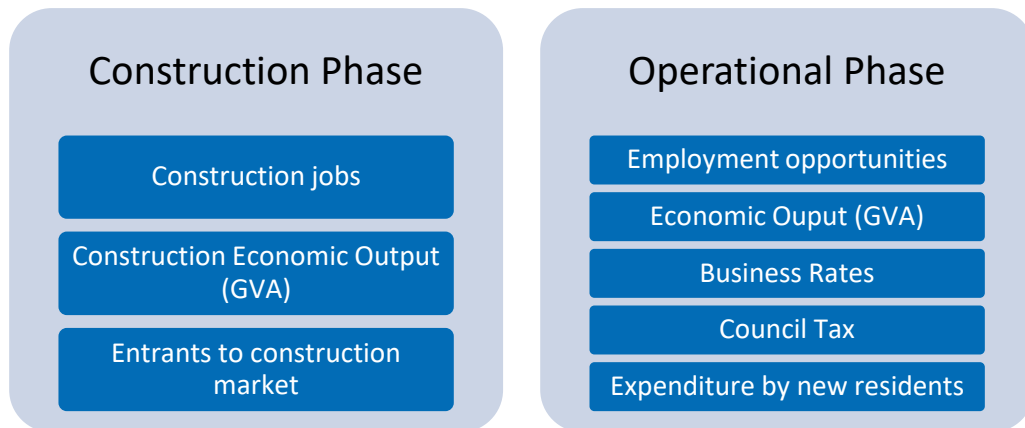 Construction Phase
Construction jobs
Construction Economic Output
(GVA)
Entrants to construction
market
Operational Phase
Employment opportunities
Economic Ouput (GVA)
Business Rates
Council Tax
Expenditure by new residents